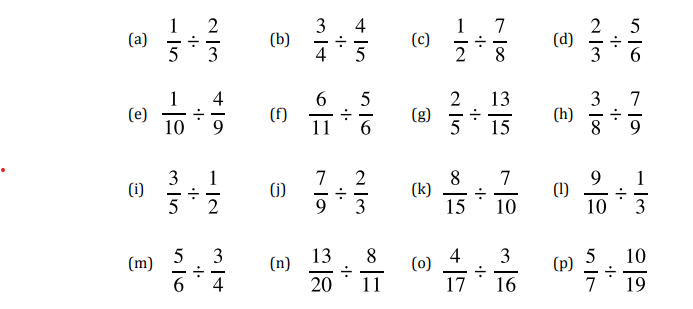 (a) 1/5 ÷ 2/3 (b) 3/4 ÷ 4/5 (c) 1/2 ÷ 7/8 (d) 2/3 ÷ 5/6
(e) 1/10 ÷ 4/9 (f) 6/11 ÷ 5/6 (g) 2/5 ÷ 13/15 (h) 3/8 ÷ 7/9
(i) 3/5 ÷ 1/2 (j) 7/9 ÷ 2/3 (k) 8/15 ÷ 7/10 (l) 9/10 ÷ 1/3
(m) 5/6 ÷ 3/4 (n) 13/20 ÷ 8/11 (o) 4/17 ÷ 3/16 (p) 5/7 ÷ 10/19